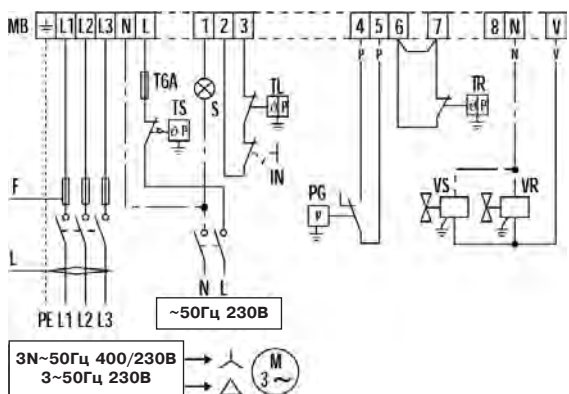 MB ⏚ L1 L2 L3 N L 1 2 3 4 5 6 7 8 N V
P P N V
TGA
TS
ϑ P
S
TL
ϑ P
IN
TR
ϑ P
F
PG
P
VS VR
L
N L
~50Гц 230В
PE L1 L2 L3
3N~50Гц 400/230В
3~50Гц 230В
M
3~